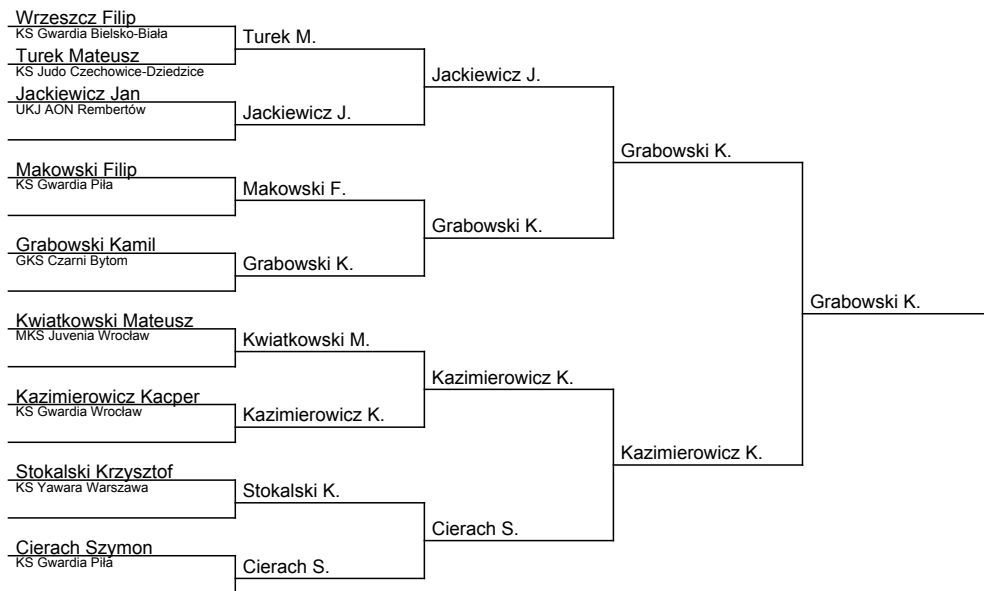 Wrzeszcz Filip
KS Gwardia Bielsko-Biała
Turek Mateusz
KS Judo Czechowice-Dziedzice
Jackiewicz Jan
UKJ AON Rembertów
Makowski Filip
KS Gwardia Piła
Grabowski Kamil
GKS Czarni Bytom
Kwiatkowski Mateusz
MKS Juvenia Wrocław
Kazimierowicz Kacper
KS Gwardia Wrocław
Stokalski Krzysztof
KS Yawara Warszawa
Cierach Szymon
KS Gwardia Piła
Turek M.
Jackiewicz J.
Makowski F.
Grabowski K.
Kwiatkowski M.
Kazimierowicz K.
Stokalski K.
Cierach S.
Jackiewicz J.
Grabowski K.
Kazimierowicz K.
Cierach S.
Grabowski K.
Kazimierowicz K.
Grabowski K.